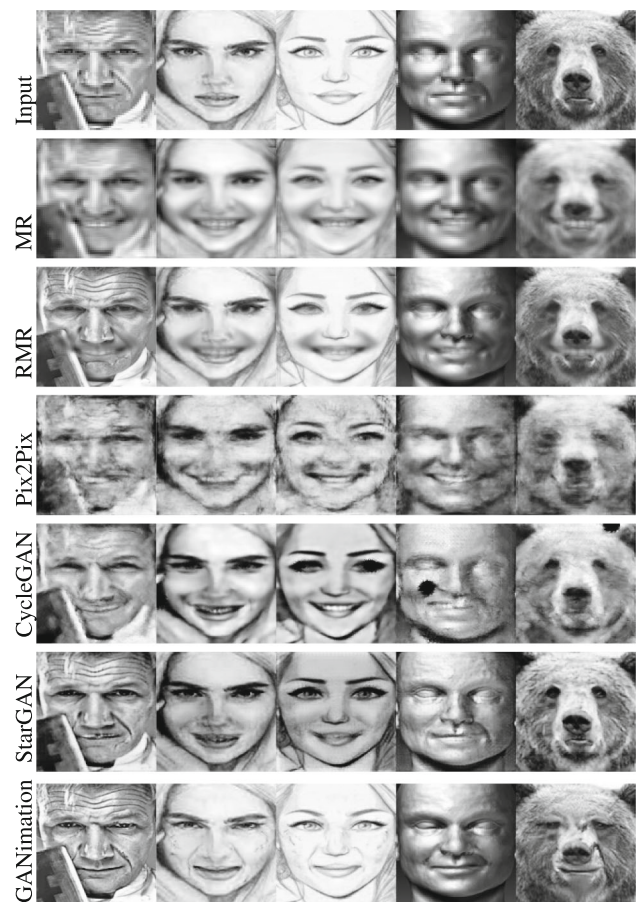 Input
MR
RMR
Pix2Pix
CycleGAN
StarGAN
GANimation